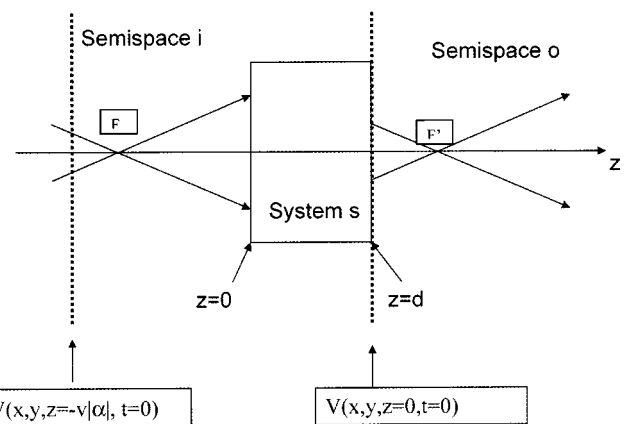 Semispace i
Semispace o
F
F'
z
System s
z=0
z=d
V(x,y,z=-v|α|, t=0)
V(x,y,z=0,t=0)